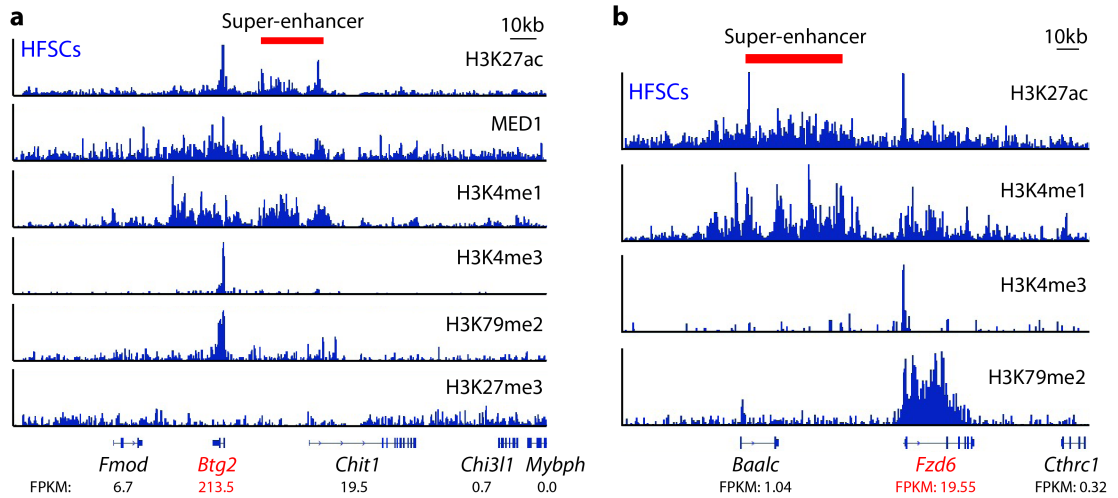 a
Super-enhancer
10kb
HFSCs
H3K27ac
MED1
H3K4me1
H3K4me3
H3K79me2
H3K27me3
Fmod Btg2 Chit1 Chi3l1 Mybph
FPKM: 6.7 213.5 19.5 0.7 0.0
b
Super-enhancer
10kb
HFSCs
H3K27ac
H3K4me1
H3K4me3
H3K79me2
Baalc Fzd6 Cthrc1
FPKM: 1.04 FPKM: 19.55 FPKM: 0.32